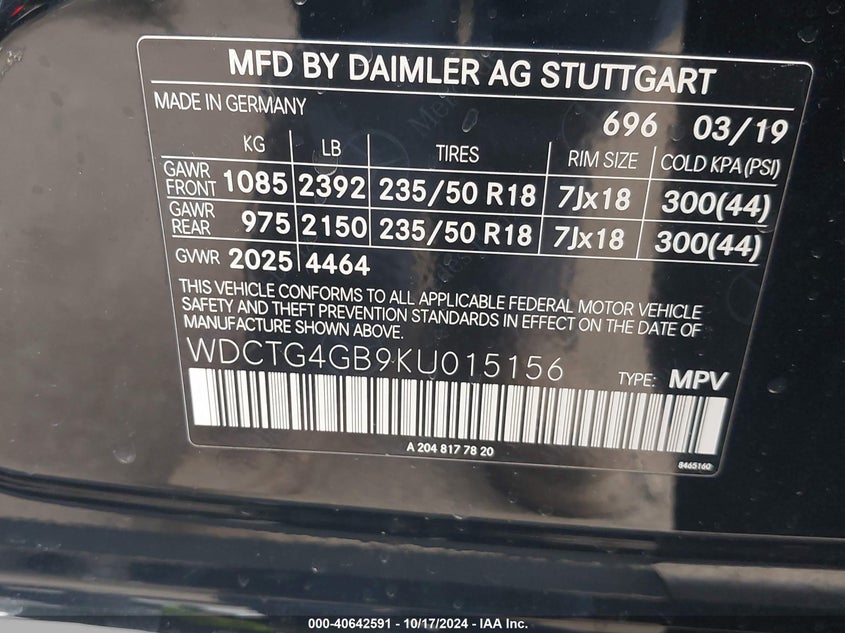 MFD BY DAIMLER AG STUTTGART
MADE IN GERMANY
696 03/19
KG LB TIRES RIM SIZE COLD KPA (PSI)
GAWR FRONT 1085 2392 235/50 R18 7Jx18 300(44)
GAWR REAR 975 2150 235/50 R18 7Jx18 300(44)
GVWR 2025 4464
THIS VEHICLE CONFORMS TO ALL APPLICABLE FEDERAL MOTOR VEHICLE
SAFETY AND THEFT PREVENTION STANDARDS IN EFFECT ON THE DATE OF
MANUFACTURE SHOWN ABOVE.
WDCTG4GB9KU015156 TYPE: MPV
A 204 817 78 20
8465160
000-40642591 - 10/17/2024 - IAA Inc.